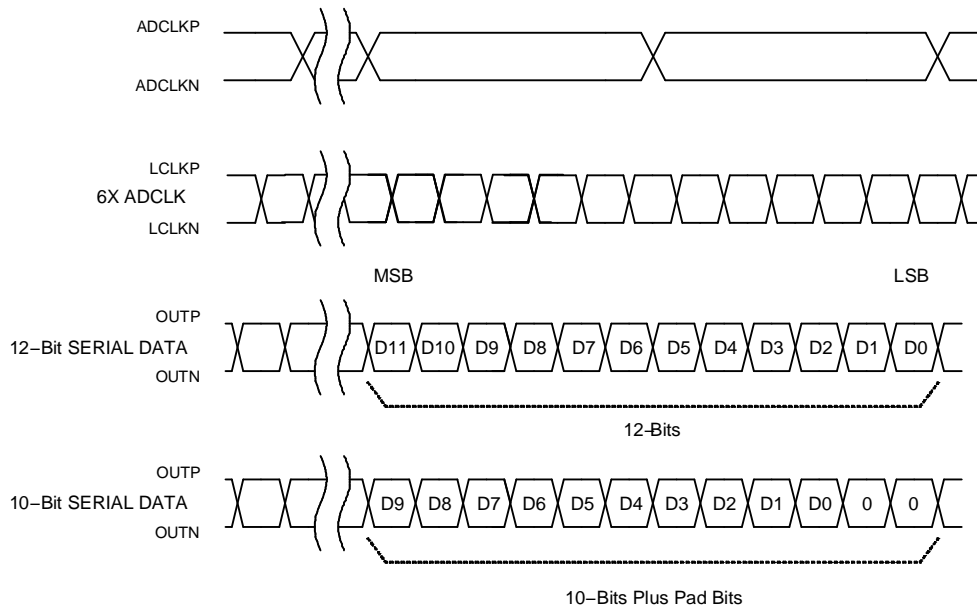 ADCLKP
ADCLKN
LCLKP
6X ADCLK
LCLKN
MSB LSB
OUTP
12–Bit SERIAL DATA D11 D10 D9 D8 D7 D6 D5 D4 D3 D2 D1 D0
OUTN
12–Bits
OUTP
10–Bit SERIAL DATA D9 D8 D7 D6 D5 D4 D3 D2 D1 D0 0 0
OUTN
10–Bits Plus Pad Bits